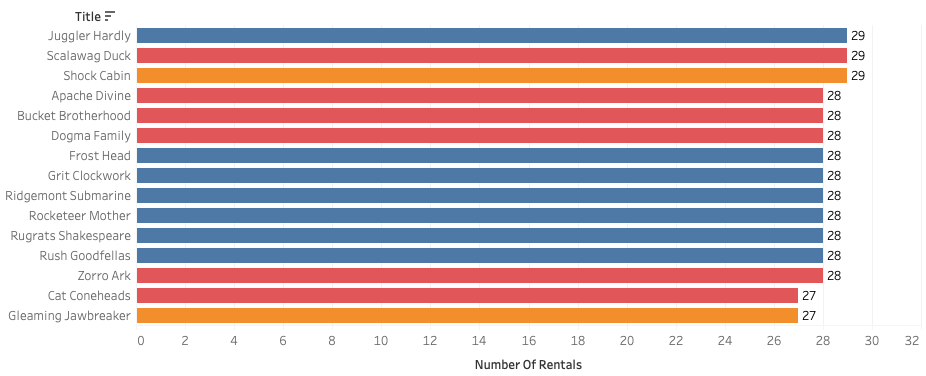 Title
Juggler Hardly 29
Scalawag Duck 29
Shock Cabin 29
Apache Divine 28
Bucket Brotherhood 28
Dogma Family 28
Frost Head 28
Grit Clockwork 28
Ridgemont Submarine 28
Rocketeer Mother 28
Rugrats Shakespeare 28
Rush Goodfellas 28
Zorro Ark 28
Cat Coneheads 27
Gleaming Jawbreaker 27
0 2 4 6 8 10 12 14 16 18 20 22 24 26 28 30 32
Number Of Rentals